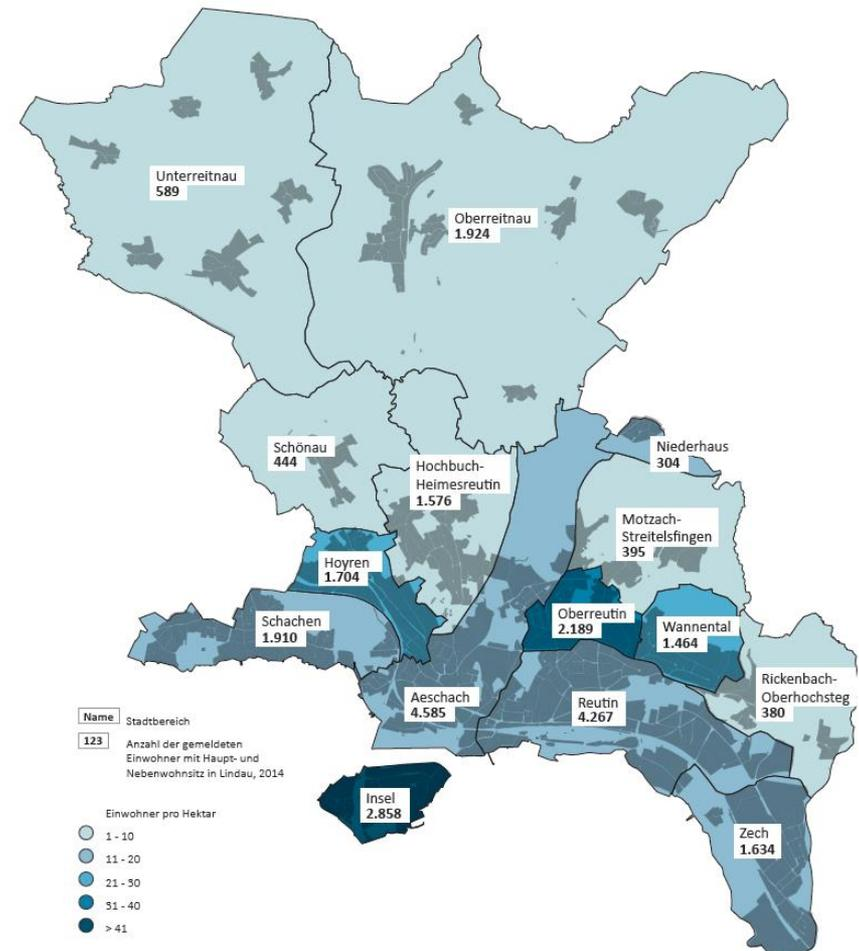 Unterreitnau
589
Oberreitnau
1.924
Schönau
444
Hochbuch-
Heimesreutin
1.576
Niederhaus
304
Motzach-
Streitelsfingen
395
Hoyren
1.704
Schachen
1.910
Oberreutin
2.189
Wannental
1.464
Rickenbach-
Oberhochsteg
380
Aeschach
4.585
Reutin
4.267
Insel
2.858
Zech
1.634
Name Stadtbereich
123 Anzahl der gemeldeten
Einwohner mit Haupt- und
Nebenwohnsitz in Lindau, 2014
Einwohner pro Hektar
1 - 10
11 - 20
21 - 30
31 - 40
> 41